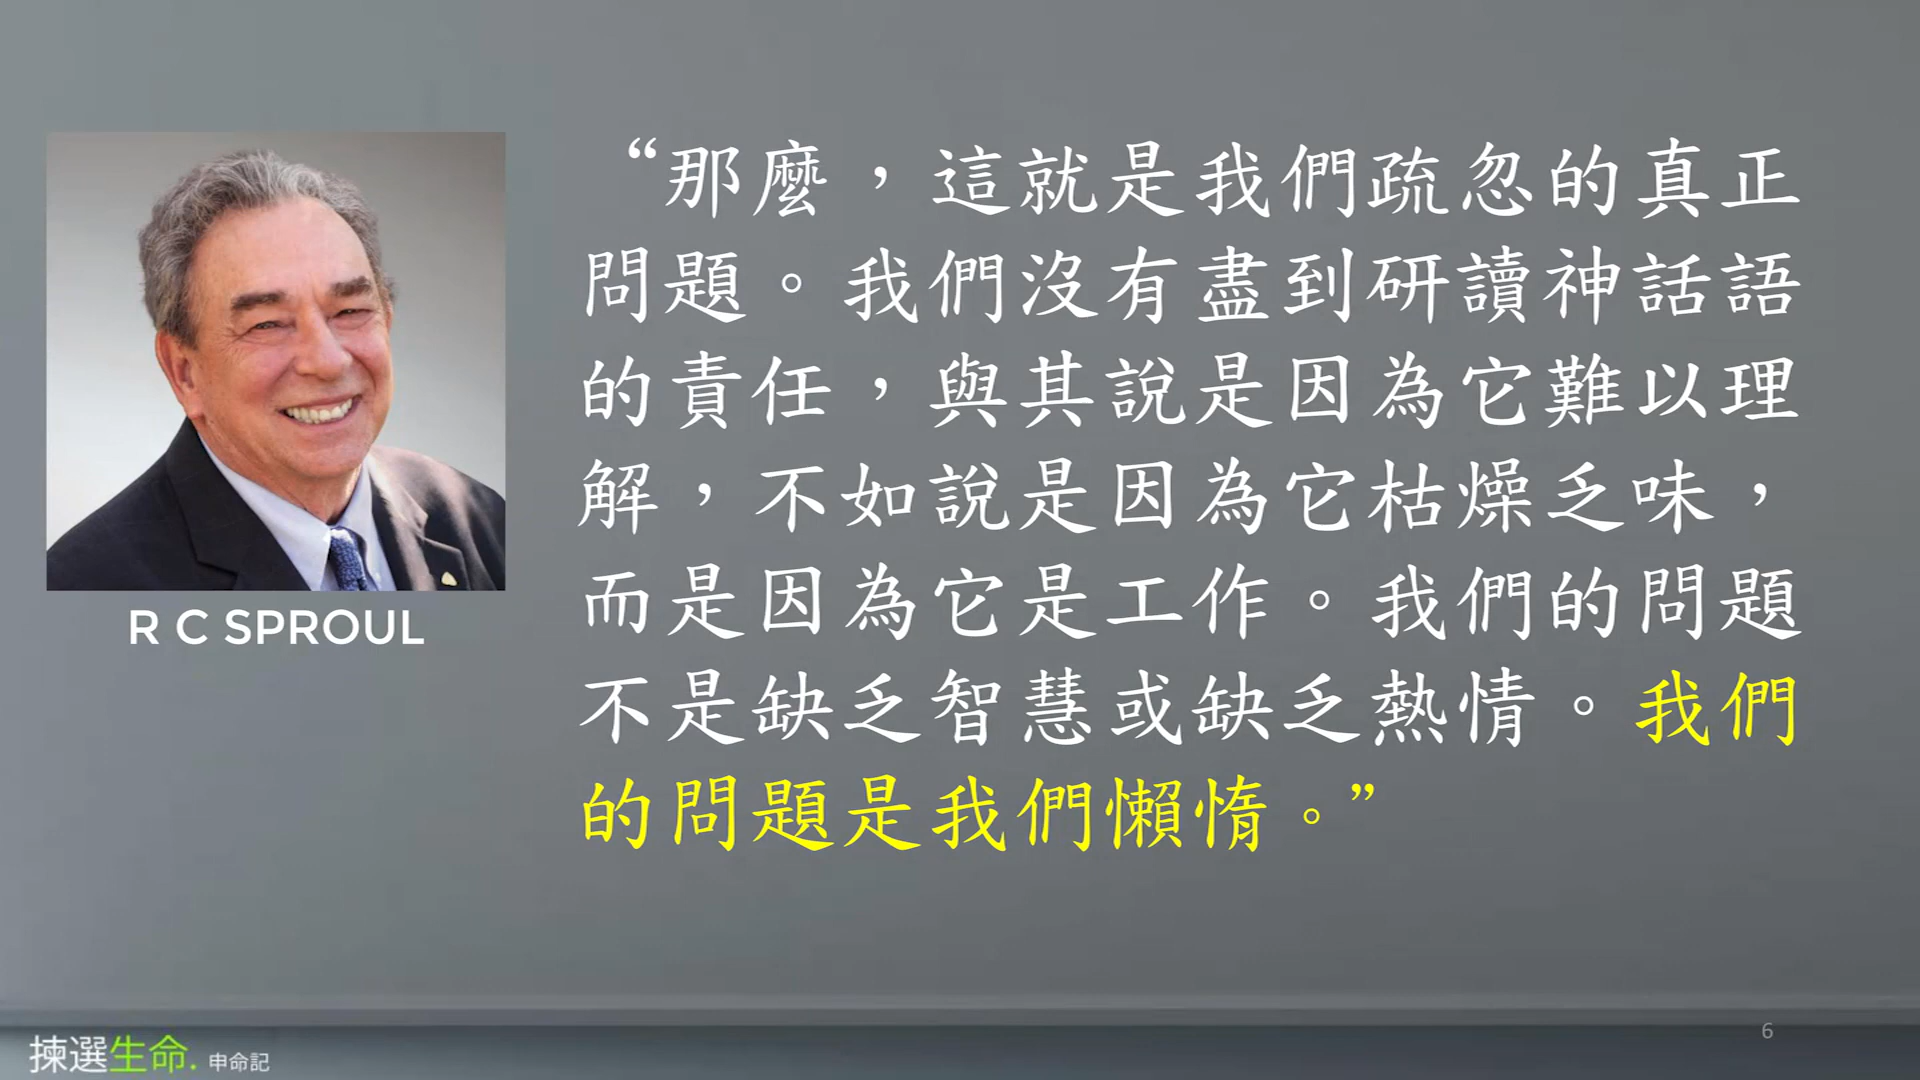 “那麼，這就是我們疏忽的真正
問題。我們沒有盡到研讀神話語
的責任，與其說是因為它難以理
解，不如說是因為它枯燥乏味，
而是因為它是工作。我們的問題
不是缺乏智慧或缺乏熱情。我們
的問題是我們懶惰。”
R C SPROUL
揀選生命. 申命記
6